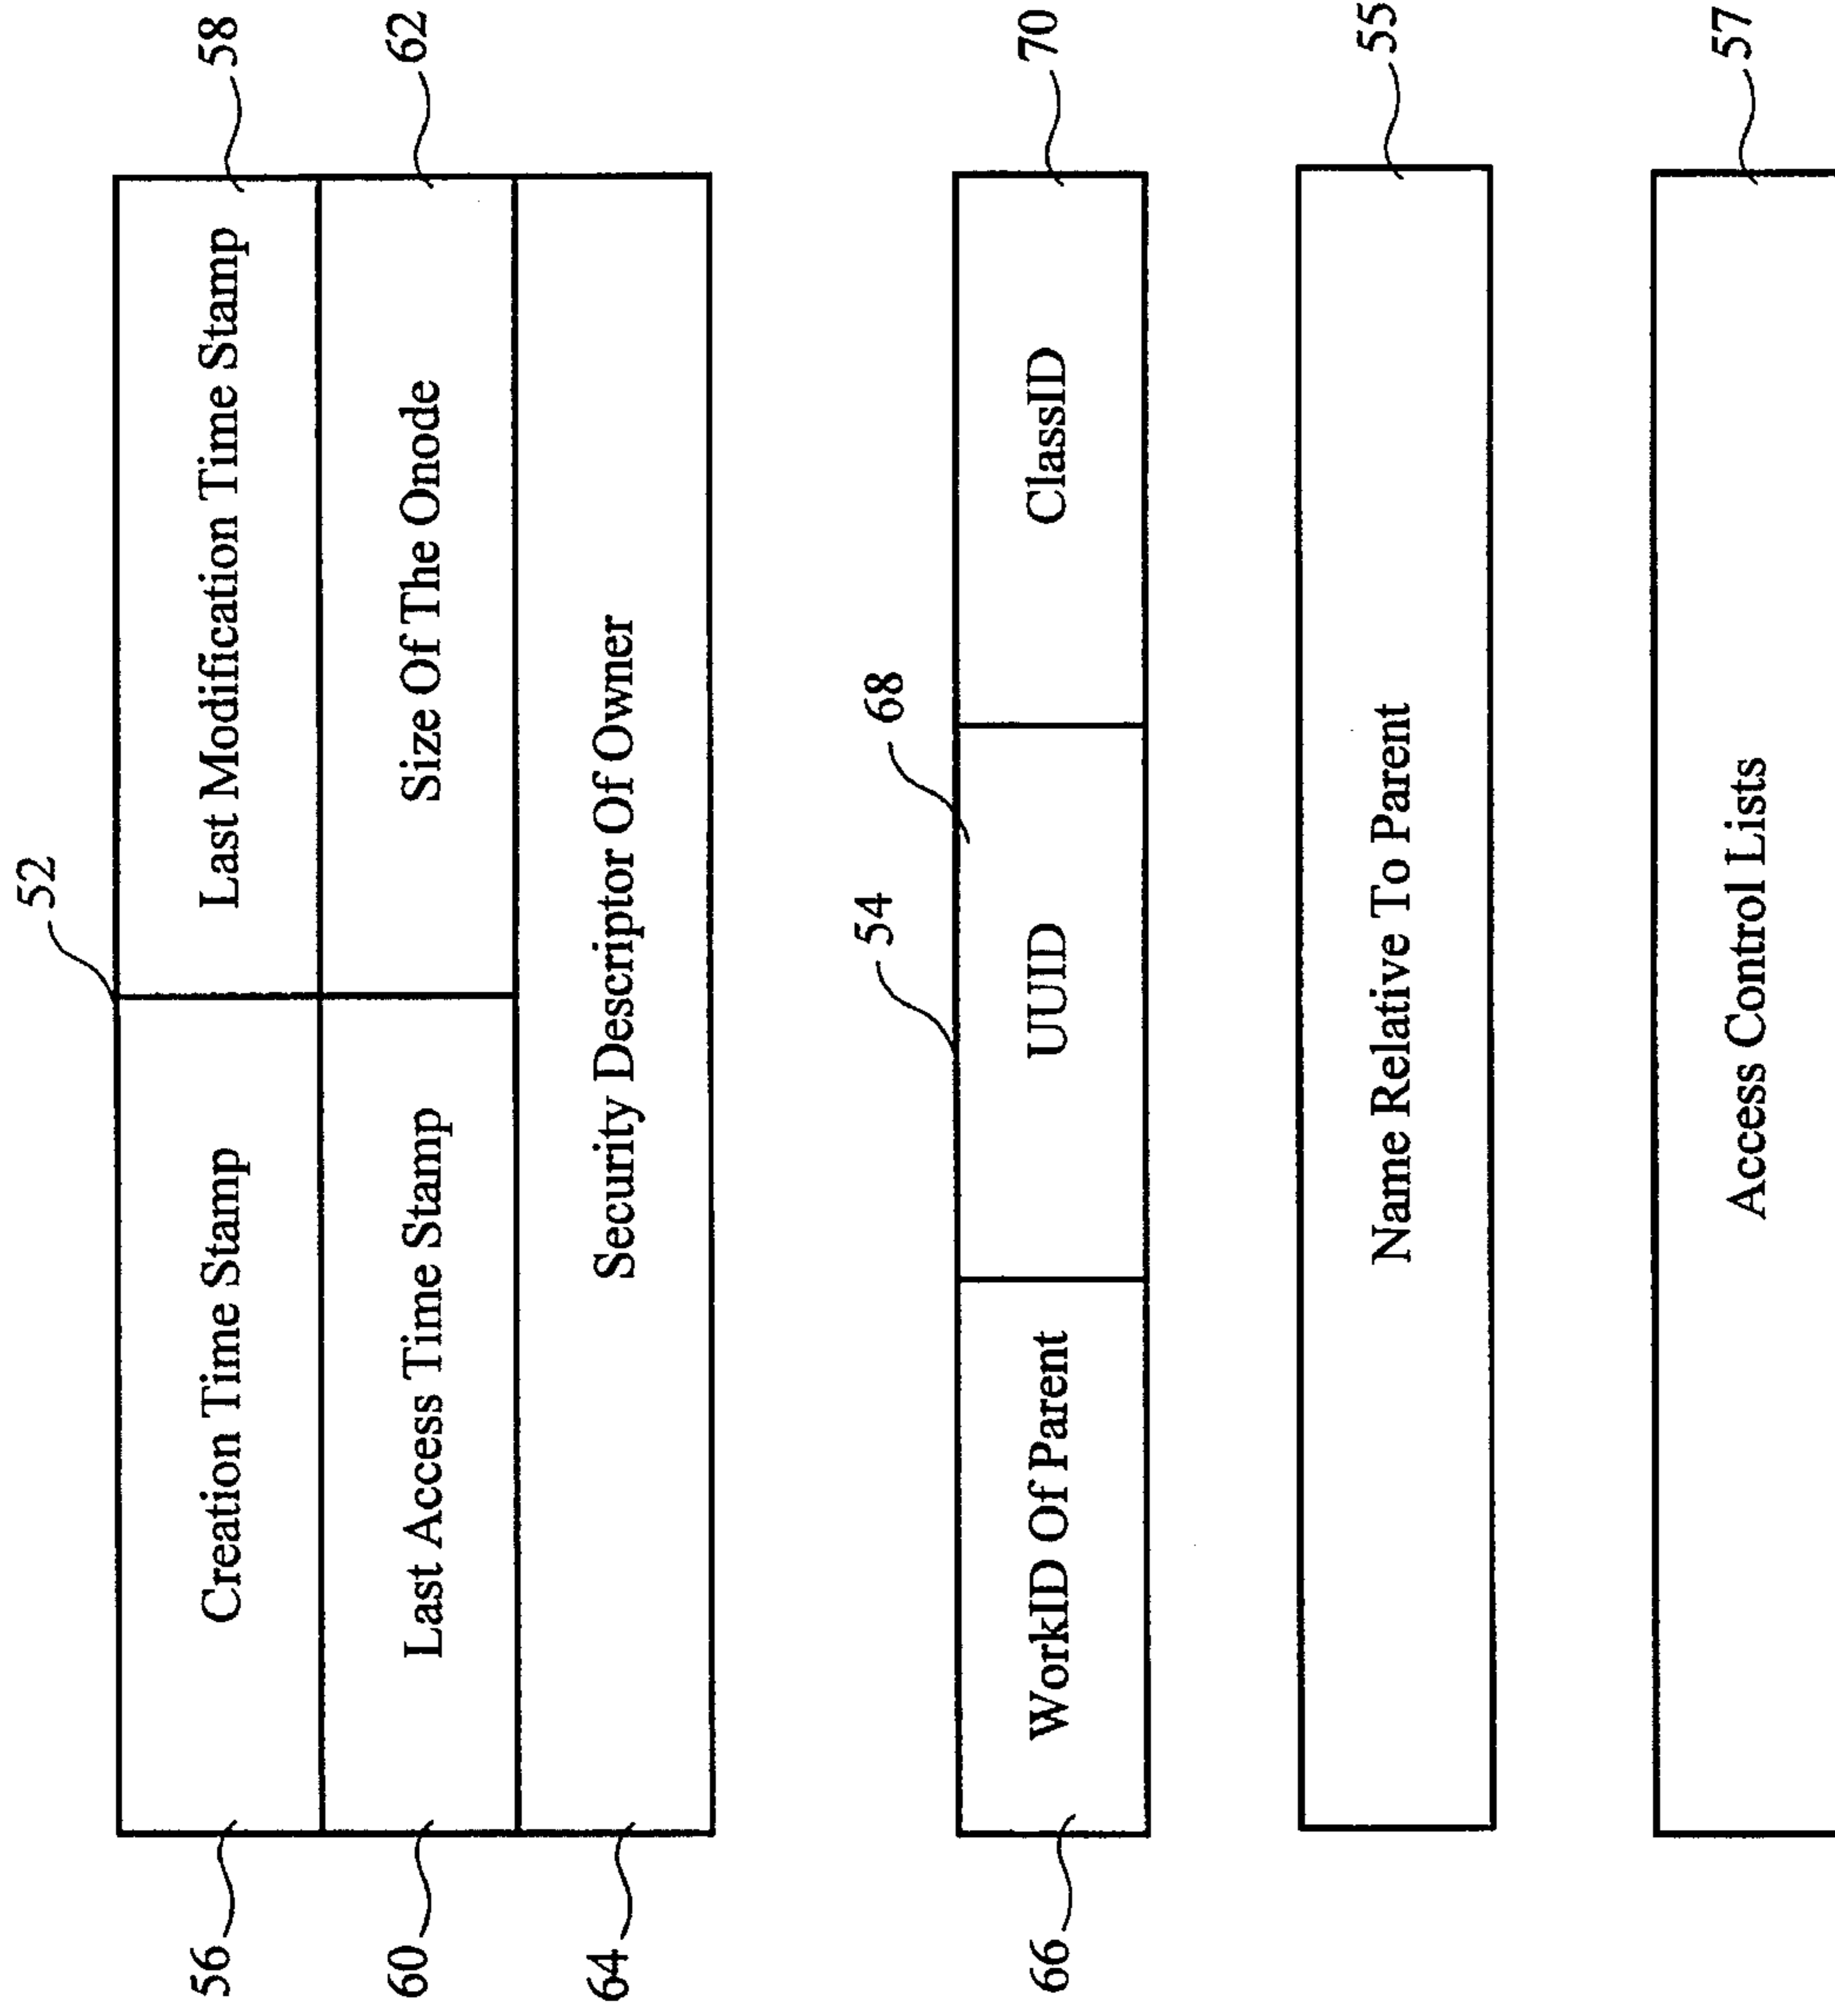 52
56
Creation Time Stamp
Last Modification Time Stamp
58
60
Last Access Time Stamp
Size Of The Onode
62
64
Security Descriptor Of Owner
54
68
66
WorkID Of Parent
UUID
ClassID
70
Name Relative To Parent
55
Access Control Lists
57